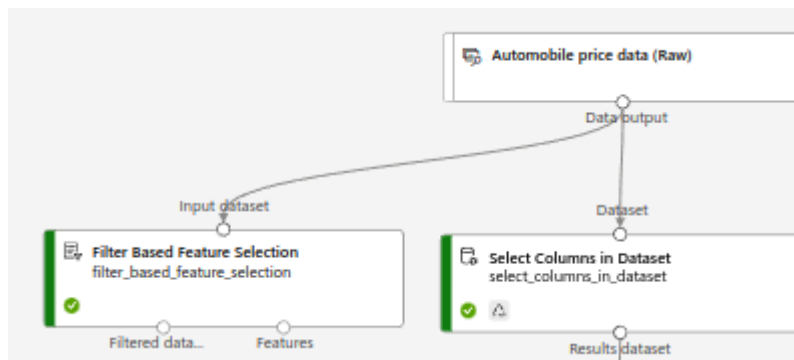 Automobile price data (Raw)
Data output
Input dataset
Dataset
Filter Based Feature Selection
filter_based_feature_selection
Select Columns in Dataset
select_columns_in_dataset
Filtered data...
Features
Results dataset